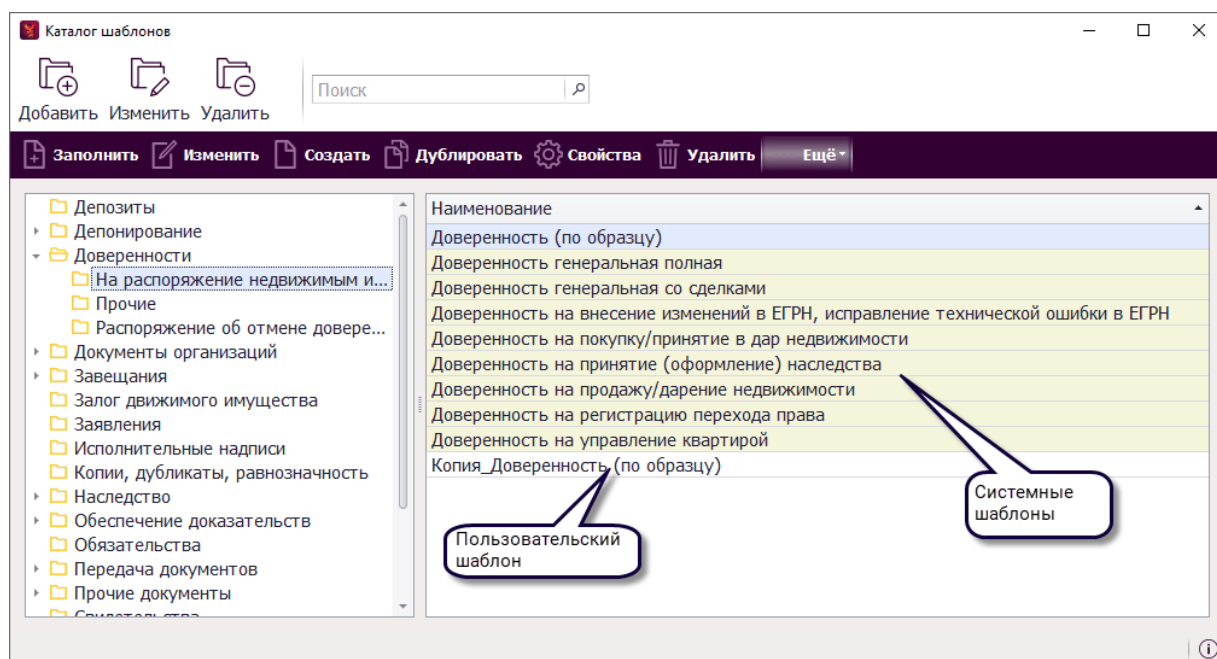 Каталог шаблонов
Добавить Изменить Удалить
Поиск
Заполнить Изменить Создать Дублировать Свойства Удалить Ещё
Депозиты
Депонирование
Доверенности
На распоряжение недвижимым и...
Прочие
Распоряжение об отмене довере...
Документы организаций
Завещания
Залог движимого имущества
Заявления
Исполнительные надписи
Копии, дубликаты, равнозначность
Наследство
Обеспечение доказательств
Обязательства
Передача документов
Прочие документы
Наименование
Доверенность (по образцу)
Доверенность генеральная полная
Доверенность генеральная со сделками
Доверенность на внесение изменений в ЕГРН, исправление технической ошибки в ЕГРН
Доверенность на покупку/принятие в дар недвижимости
Доверенность на принятие (оформление) наследства
Доверенность на продажу/дарение недвижимости
Доверенность на регистрацию перехода права
Доверенность на управление квартирой
Копия_Доверенность (по образцу)
Системные
шаблоны
Пользовательский
шаблон